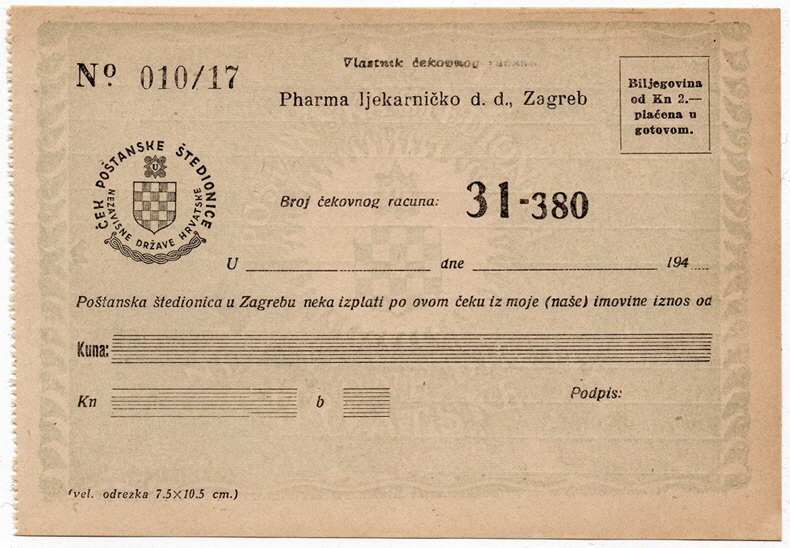 Nº 010/17
Vlastnik čekovnog računa
Pharma ljekarničko d. d., Zagreb
Biljegovina
od Kn 2.—
plaćena u
gotovom.
ČEK POŠTANSKE ŠTEDIONICE
NEZAVISNE DRŽAVE HRVATSKE
U
Broj čekovnog računa: 31-380
U dne 194
Poštanska štedionica u Zagrebu neka izplati po ovom čeku iz moje (naše) imovine iznos od
Kuna:
Kn b
Podpis:
(vel. odrezka 7.5×10.5 cm.)